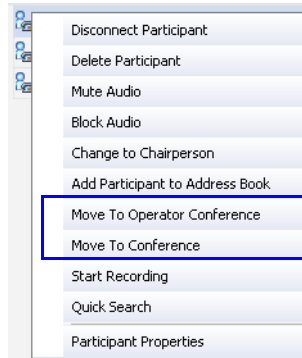 Disconnect Participant
Delete Participant
Mute Audio
Block Audio
Change to Chairperson
Add Participant to Address Book
Move To Operator Conference
Move To Conference
Start Recording
Quick Search
Participant Properties